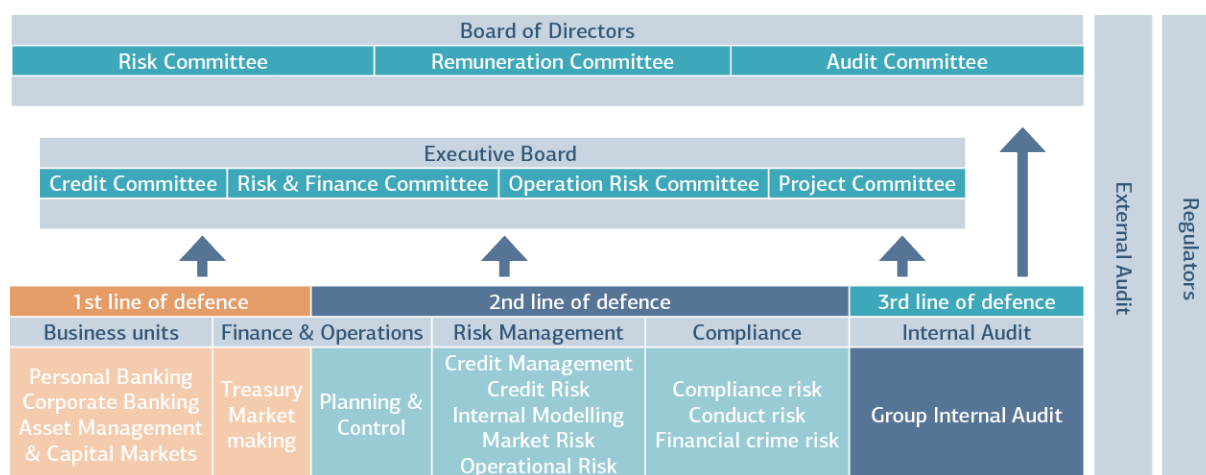 Board of Directors
Risk Committee
Remuneration Committee
Audit Committee
Executive Board
Credit Committee
Risk & Finance Committee
Operation Risk Committee
Project Committee
1st line of defence
2nd line of defence
3rd line of defence
Business units
Finance & Operations
Risk Management
Compliance
Internal Audit
Personal Banking
Corporate Banking
Asset Management
& Capital Markets
Treasury
Market
making
Planning &
Control
Credit Management
Credit Risk
Internal Modelling
Market Risk
Operational Risk
Compliance risk
Conduct risk
Financial crime risk
Group Internal Audit
External Audit
Regulators